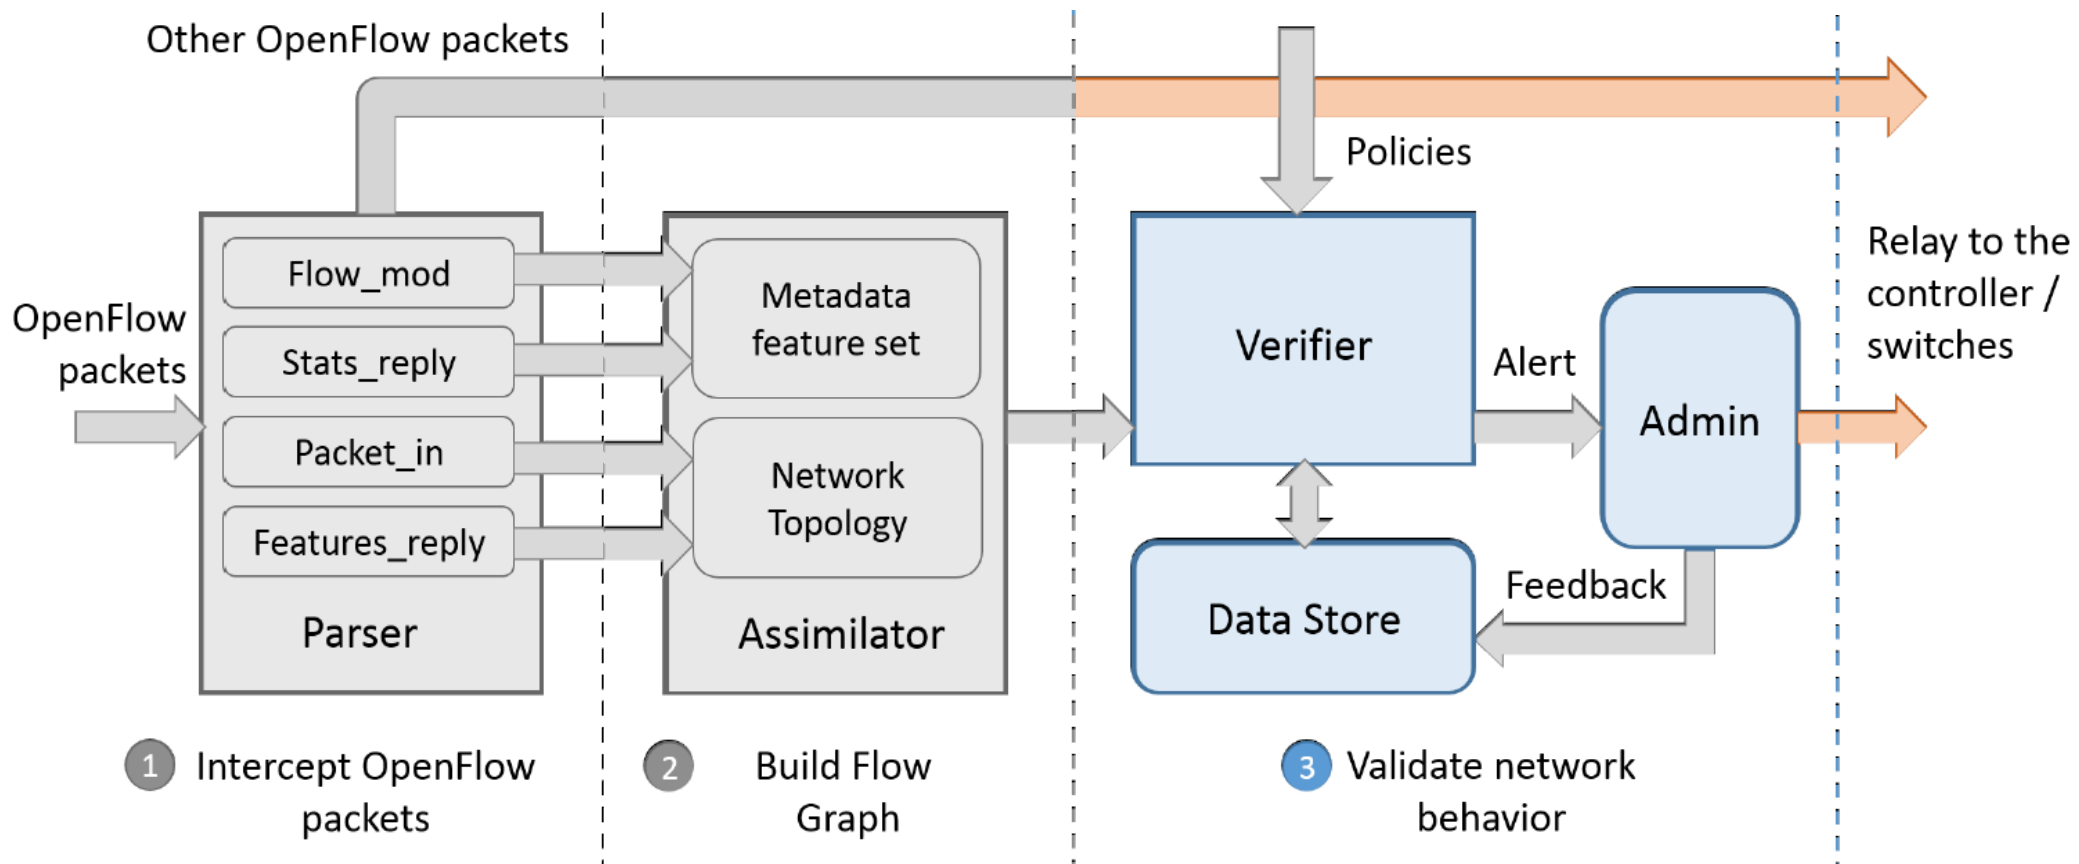 Other OpenFlow packets
Policies
OpenFlow
packets
Flow_mod
Stats_reply
Packet_in
Features_reply
Parser
Metadata
feature set
Network
Topology
Assimilator
Verifier
Alert
Admin
Relay to the
controller /
switches
Data Store
Feedback
1 Intercept OpenFlow
packets
2 Build Flow
Graph
3 Validate network
behavior